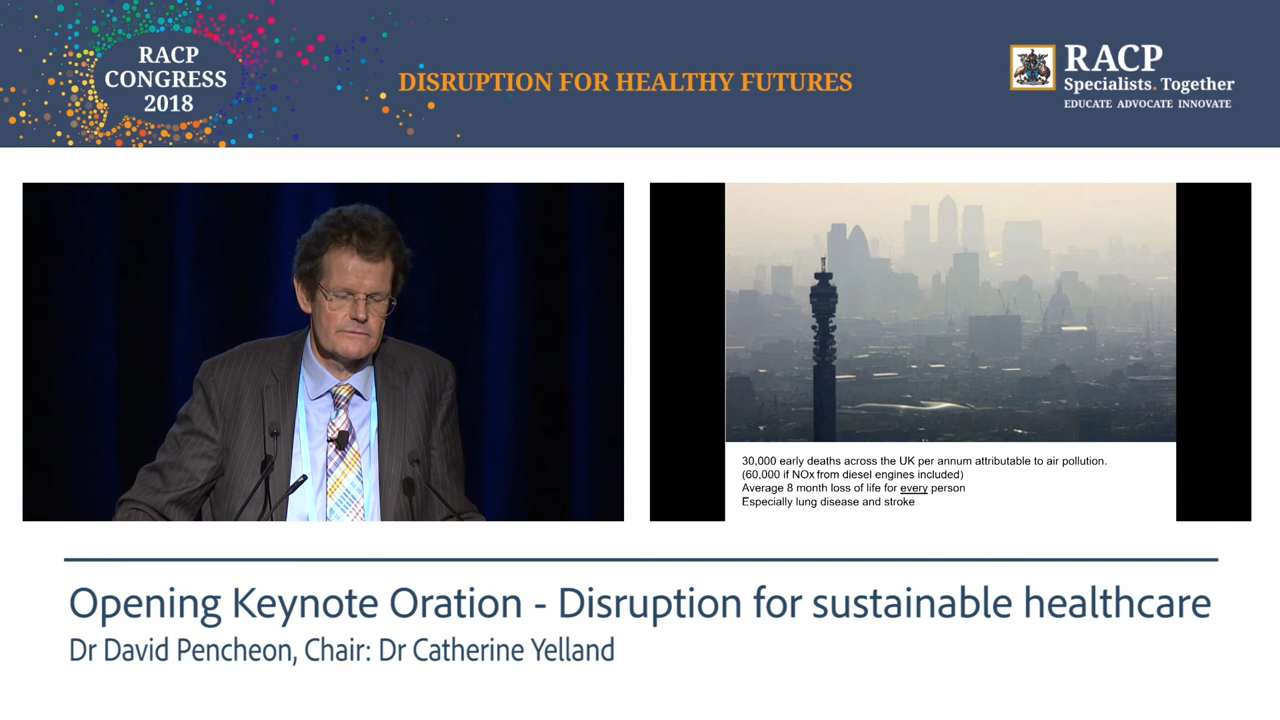 RACP
CONGRESS
2018
DISRUPTION FOR HEALTHY FUTURES
RACP
Specialists. Together
EDUCATE ADVOCATE INNOVATE
30,000 early deaths across the UK per annum attributable to air pollution.
(60,000 if NOx from diesel engines included)
Average 8 month loss of life for every person
Especially lung disease and stroke
Opening Keynote Oration - Disruption for sustainable healthcare
Dr David Pencheon, Chair: Dr Catherine Yelland